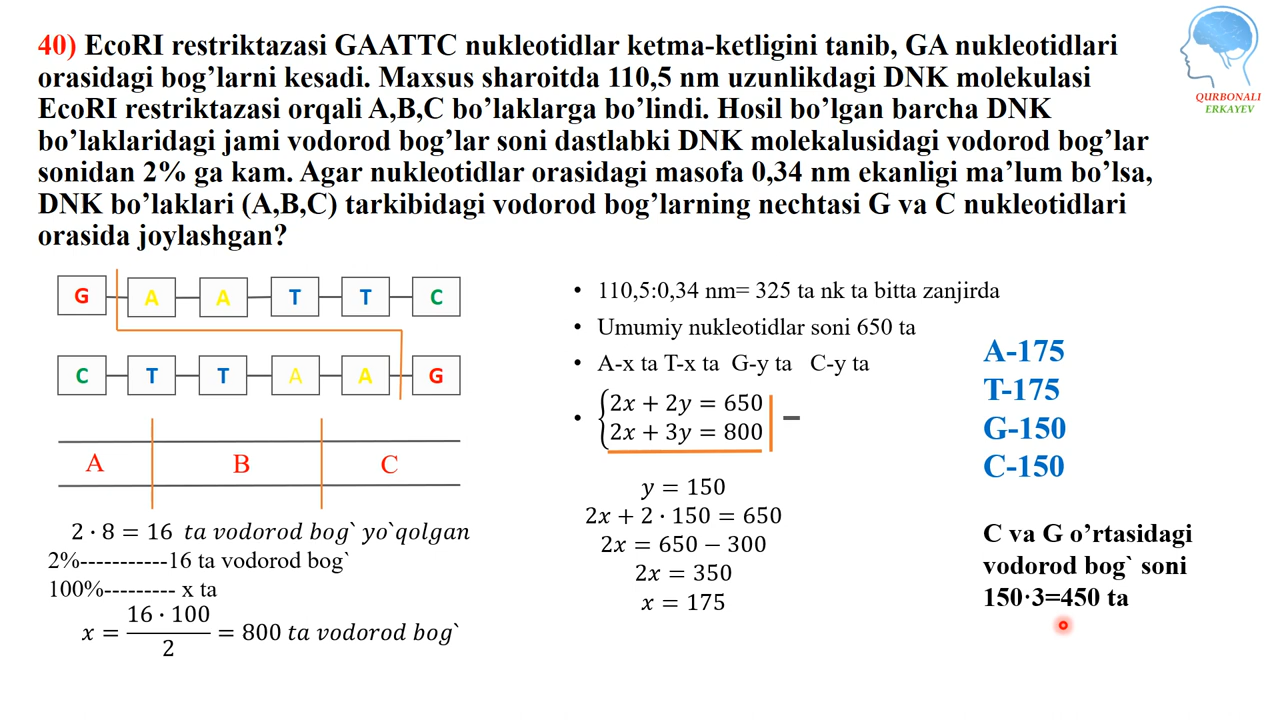 40) EcoRI restriktazasi GAATTC nukleotidlar ketma-ketligini tanib, GA nukleotidlari
orasidagi bog’larni kesadi. Maxsus sharoitda 110,5 nm uzunlikdagi DNK molekulasi
EcoRI restriktazasi orqali A,B,C bo’laklarga bo’lindi. Hosil bo’lgan barcha DNK
bo’laklaridagi jami vodorod bog’lar soni dastlabki DNK molekalusidagi vodorod bog’lar
sonidan 2% ga kam. Agar nukleotidlar orasidagi masofa 0,34 nm ekanligi ma’lum bo’lsa,
DNK bo’laklari (A,B,C) tarkibidagi vodorod bog’larning nechtasi G va C nukleotidlari
orasida joylashgan?
QURBONALI
ERKAYEV
G A A T T C
C T T A A G
A B C
2 · 8 = 16 ta vodorod bog` yo`qolgan
2%-----------16 ta vodorod bog`
100%--------- x ta
x = 16 · 100 / 2 = 800 ta vodorod bog`
• 110,5:0,34 nm= 325 ta nk ta bitta zanjirda
• Umumiy nukleotidlar soni 650 ta
• A-x ta T-x ta G-y ta C-y ta
• { 2x + 2y = 650
2x + 3y = 800 | −
y = 150
2x + 2 · 150 = 650
2x = 650 − 300
2x = 350
x = 175
A-175
T-175
G-150
C-150
C va G o’rtasidagi
vodorod bog` soni
150·3=450 ta